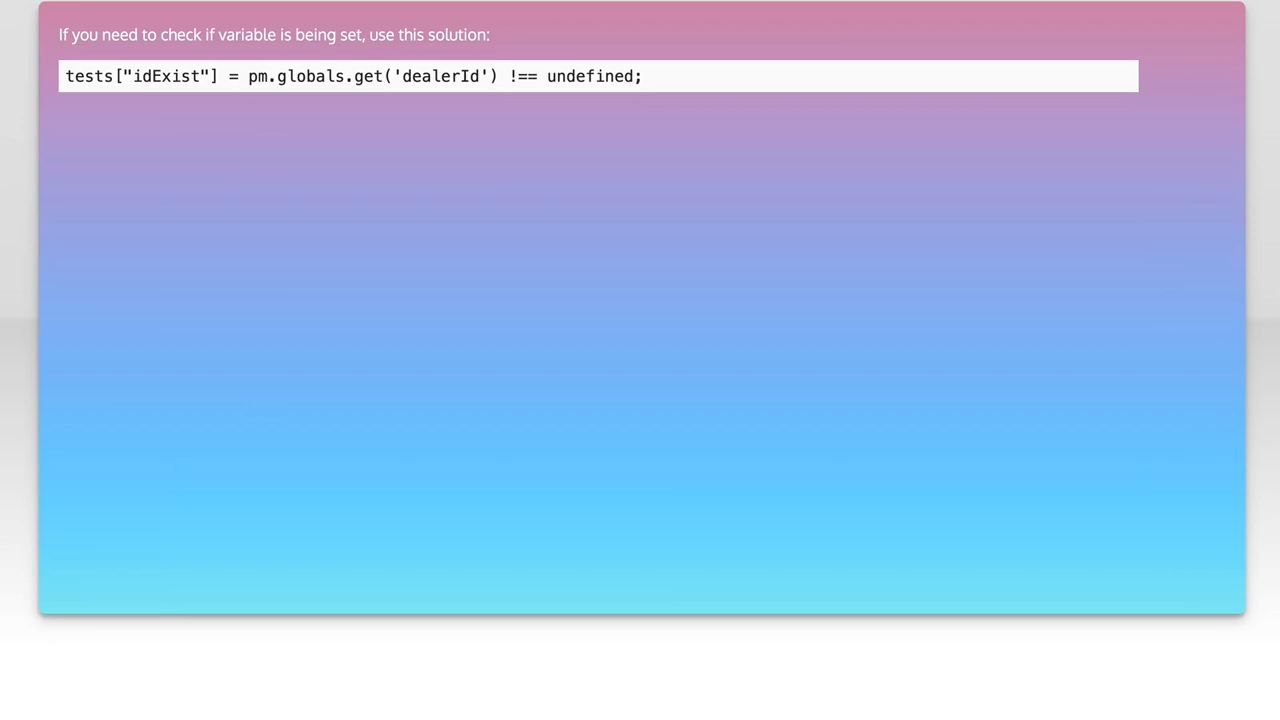 If you need to check if variable is being set, use this solution:
tests["idExist"] = pm.globals.get('dealerId') !== undefined;